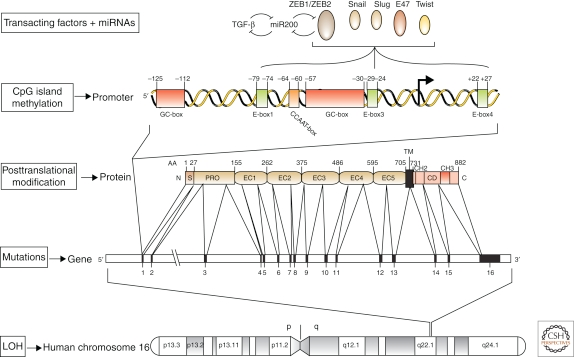 Transacting factors + miRNAs
ZEB1/ZEB2 Snail Slug E47 Twist
TGF-β miR200
–125 –112 –79 –74 –64 –60 –57 –30 –29 –24 +22 +27
CpG island methylation
Promoter 5'
GC-box E-box1 CCAAT-box GC-box E-box3 E-box4
TM
AA 1 27 155 262 375 486 595 705 731 882
CH2 CH3
Posttranslational modification
Protein N S PRO EC1 EC2 EC3 EC4 EC5 CD C
Mutations
Gene 5' 3'
1 2 3 4 5 6 7 8 9 10 11 12 13 14 15 16
p q
LOH
Human chromosome 16 p13.3 p13.2 p13.11 p11.2 q12.1 q22.1 q24.1
CSH
PERSPECTIVES